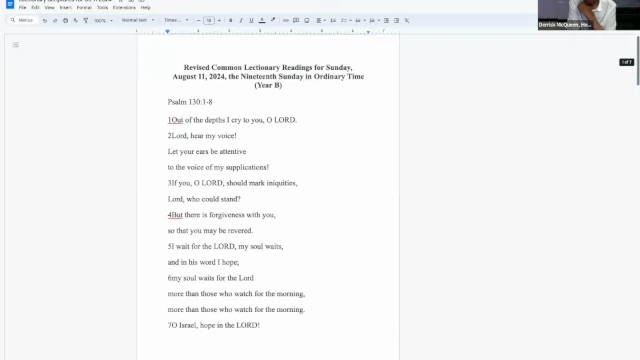 File Edit View Insert Format Tools Extensions Help
Menus 100% Normal text Times ...
1 of 7
Derrick McQueen, Ho...
Revised Common Lectionary Readings for Sunday,
August 11, 2024, the Nineteenth Sunday in Ordinary Time
(Year B)
Psalm 130:1-8
1Out of the depths I cry to you, O LORD.
2Lord, hear my voice!
Let your ears be attentive
to the voice of my supplications!
3If you, O LORD, should mark iniquities,
Lord, who could stand?
4But there is forgiveness with you,
so that you may be revered.
5I wait for the LORD, my soul waits,
and in his word I hope;
6my soul waits for the Lord
more than those who watch for the morning,
more than those who watch for the morning.
7O Israel, hope in the LORD!